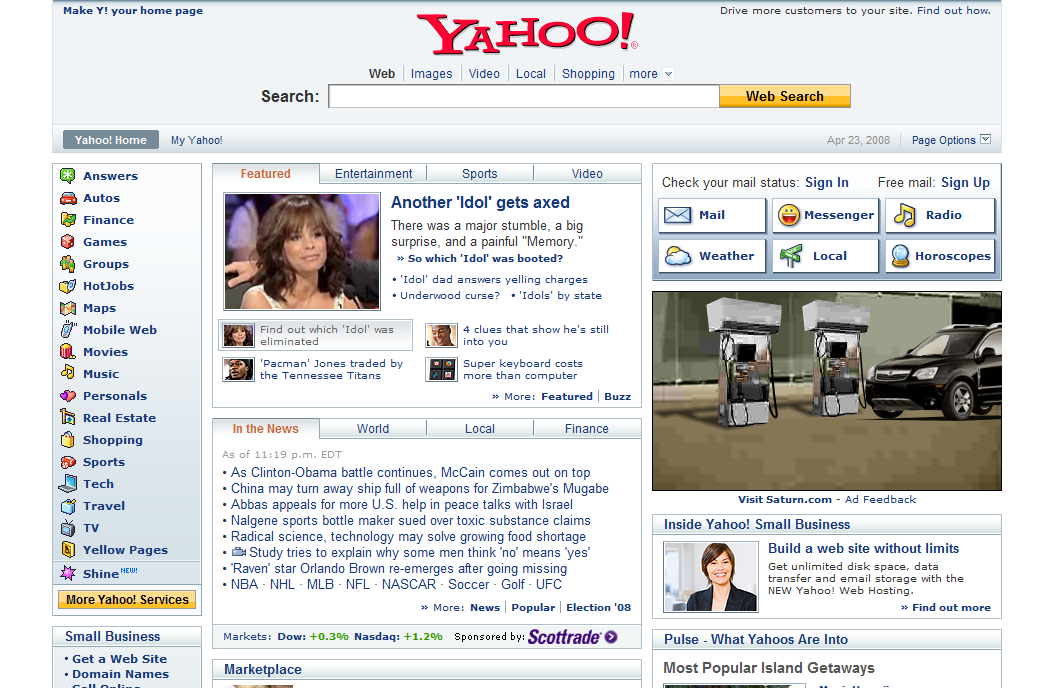 Make Y! your home page
Drive more customers to your site. Find out how.
YAHOO!®
Web Images Video Local Shopping more
Search:
Web Search
Yahoo! Home My Yahoo!
Apr 23, 2008 Page Options
Answers
Autos
Finance
Games
Groups
HotJobs
Maps
Mobile Web
Movies
Music
Personals
Real Estate
Shopping
Sports
Tech
Travel
TV
Yellow Pages
Shine NEW!
More Yahoo! Services
Small Business
• Get a Web Site
• Domain Names
• Sell Online
Featured Entertainment Sports Video
Another 'Idol' gets axed
There was a major stumble, a big
surprise, and a painful "Memory."
» So which 'Idol' was booted?
• 'Idol' dad answers yelling charges
• Underwood curse? • 'Idols' by state
Find out which 'Idol' was
eliminated
4 clues that show he's still
into you
'Pacman' Jones traded by
the Tennessee Titans
Super keyboard costs
more than computer
» More: Featured Buzz
In the News World Local Finance
As of 11:19 p.m. EDT
• As Clinton-Obama battle continues, McCain comes out on top
• China may turn away ship full of weapons for Zimbabwe's Mugabe
• Abbas appeals for more U.S. help in peace talks with Israel
• Nalgene sports bottle maker sued over toxic substance claims
• Radical science, technology may solve growing food shortage
• Study tries to explain why some men think 'no' means 'yes'
• 'Raven' star Orlando Brown re-emerges after going missing
• NBA · NHL · MLB · NFL · NASCAR · Soccer · Golf · UFC
» More: News Popular Election '08
Markets: Dow: +0.3% Nasdaq: +1.2% Sponsored by: Scottrade
Marketplace
Check your mail status: Sign In Free mail: Sign Up
Mail Messenger Radio
Weather Local Horoscopes
Visit Saturn.com - Ad Feedback
Inside Yahoo! Small Business
Build a web site without limits
Get unlimited disk space, data
transfer and email storage with the
NEW Yahoo! Web Hosting.
» Find out more
Pulse - What Yahoos Are Into
Most Popular Island Getaways